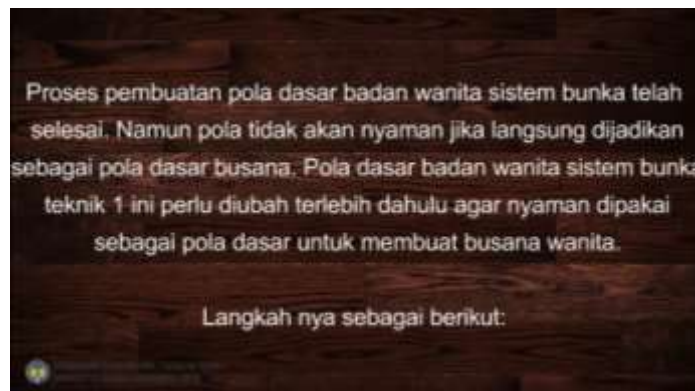 Proses pembuatan pola dasar badan wanita sistem bunka telah
selesai. Namun pola tidak akan nyaman jika langsung dijadikan
sebagai pola dasar busana. Pola dasar badan wanita sistem bunka
teknik 1 ini perlu diubah terlebih dahulu agar nyaman dipakai
sebagai pola dasar untuk membuat busana wanita.
Langkah nya sebagai berikut: